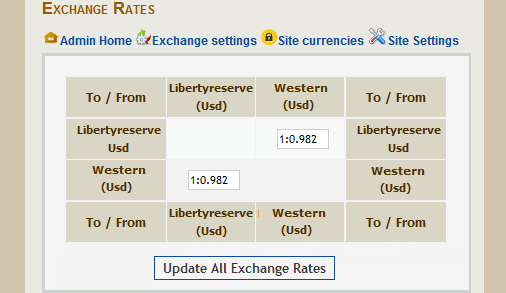 EXCHANGE RATES
Admin Home Exchange settings Site currencies Site Settings
To / From Libertyreserve (Usd) Western (Usd) To / From
Libertyreserve Usd 1:0.982 Libertyreserve Usd
Western (Usd) 1:0.982 Western (Usd)
To / From Libertyreserve (Usd) Western (Usd) To / From
Update All Exchange Rates